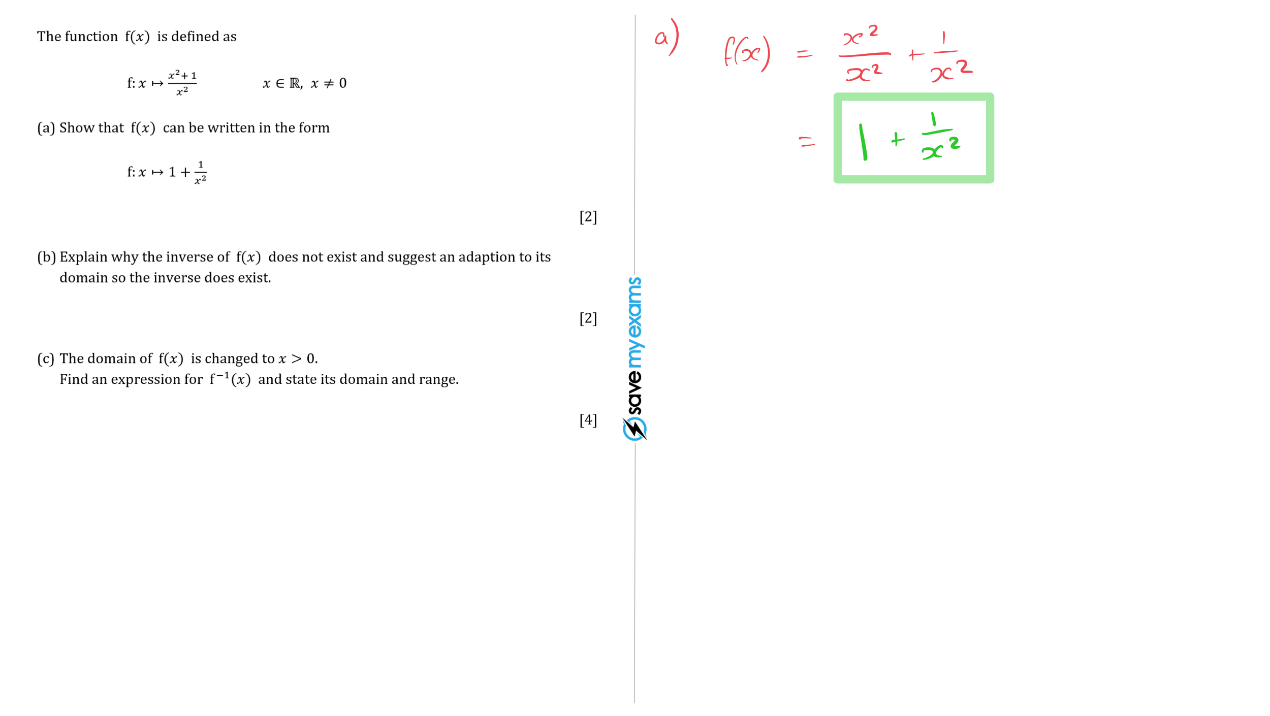 The function f(x) is defined as
f: x ↦ (x² + 1)/x²    x ∈ ℝ, x ≠ 0
(a) Show that f(x) can be written in the form
f: x ↦ 1 + 1/x²
[2]
(b) Explain why the inverse of f(x) does not exist and suggest an adaption to its
domain so the inverse does exist.
[2]
(c) The domain of f(x) is changed to x > 0.
Find an expression for f⁻¹(x) and state its domain and range.
[4]
save my exams
a) f(x) = x²/x² + 1/x²
= 1 + 1/x²